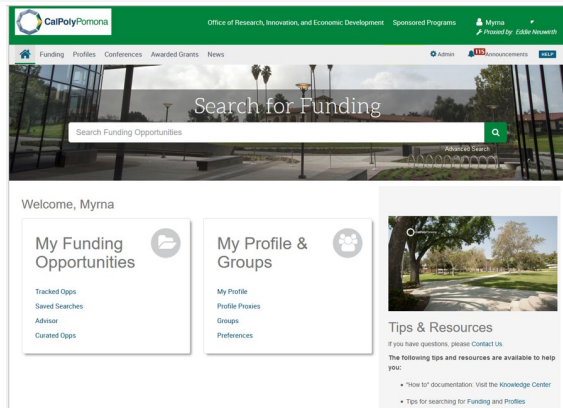 CalPolyPomona
Office of Research, Innovation, and Economic Development Sponsored Programs Myrna
Proxied by: Eddie Neuwirth
Funding Profiles Conferences Awarded Grants News Admin 115 Announcements HELP
Search for Funding
Search Funding Opportunities
Advanced Search
Welcome, Myrna
My Funding
Opportunities
Tracked Opps
Saved Searches
Advisor
Curated Opps
My Profile &
Groups
My Profile
Profile Proxies
Groups
Preferences
CalPolyPomona
Tips & Resources
If you have questions, please Contact Us.
The following tips and resources are available to help
you:
• "How to" documentation: Visit the Knowledge Center
• Tips for searching for Funding and Profiles